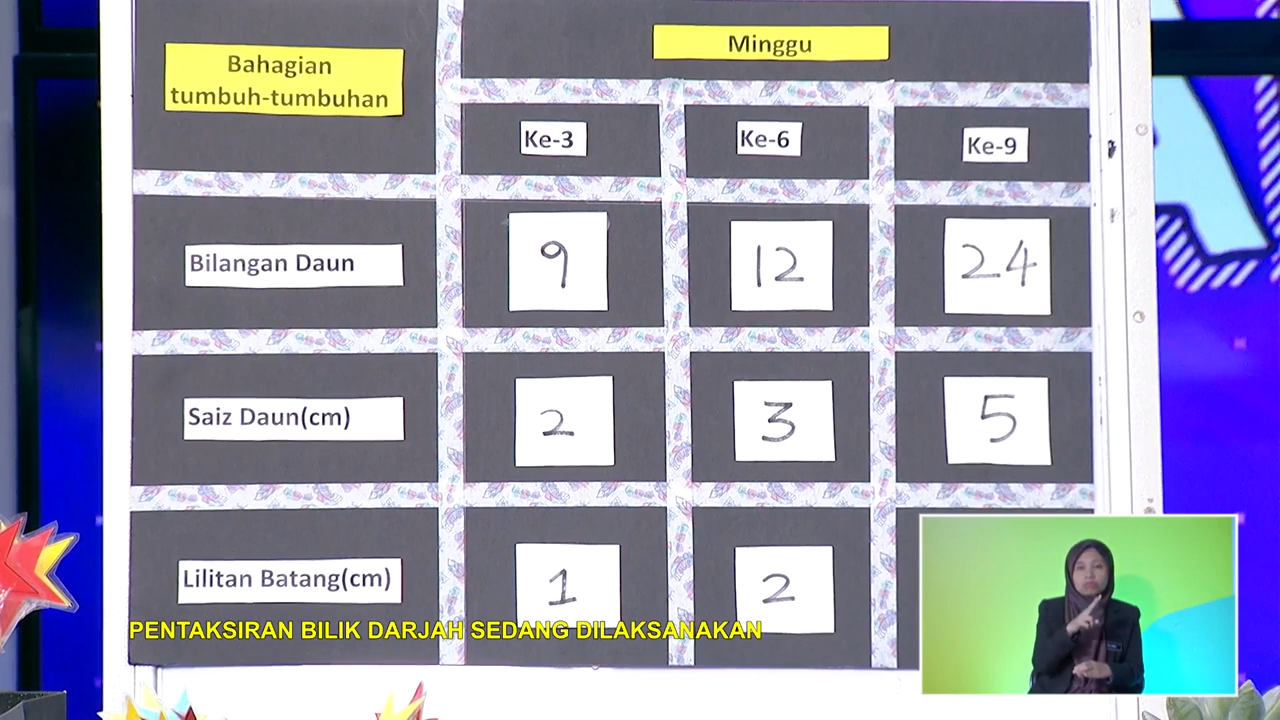 Bahagian
tumbuh-tumbuhan
Minggu
Ke-3
Ke-6
Ke-9
Bilangan Daun
9
12
24
Saiz Daun(cm)
2
3
5
Lilitan Batang(cm)
1
2
PENTAKSIRAN BILIK DARJAH SEDANG DILAKSANAKAN